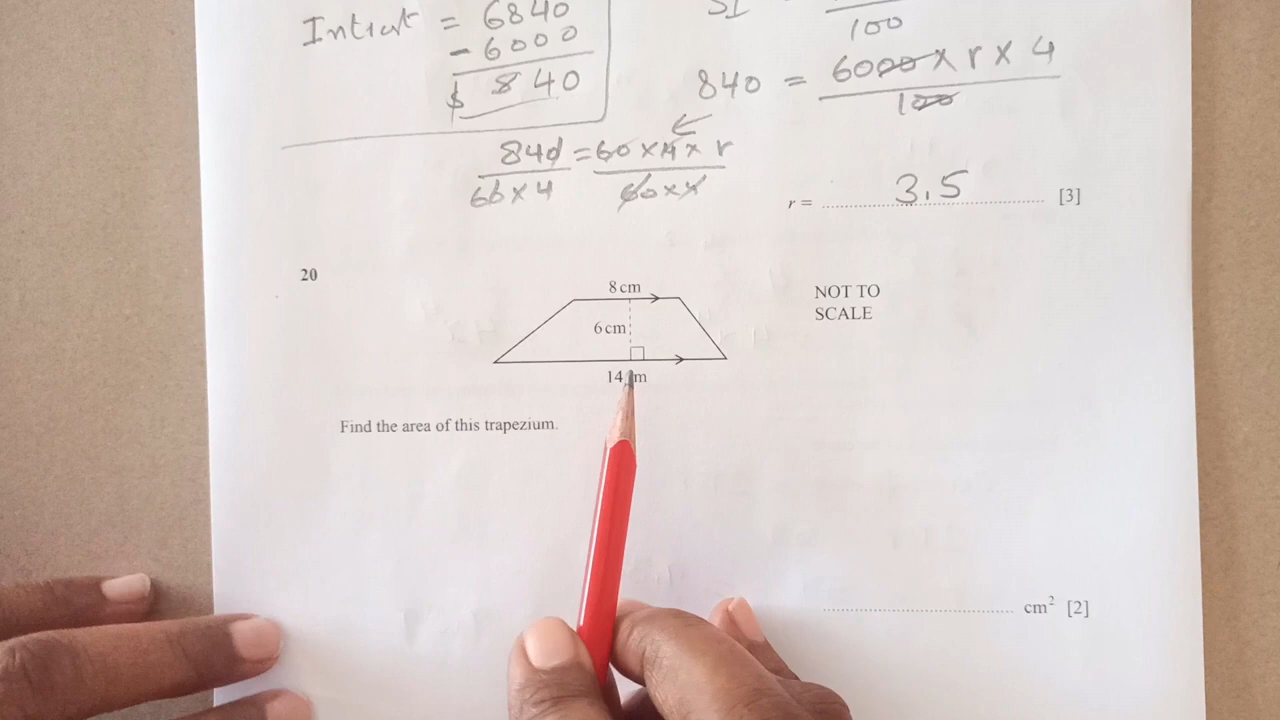 Intrest = 6840
- 6000
$ 840
SI
100
840 = 6000 × r × 4
100
840 = 60 × 4 × r
60 × 4 60 × 4
r = 3.5 [3]
20
8 cm
6 cm
14 cm
NOT TO
SCALE
Find the area of this trapezium.
cm² [2]